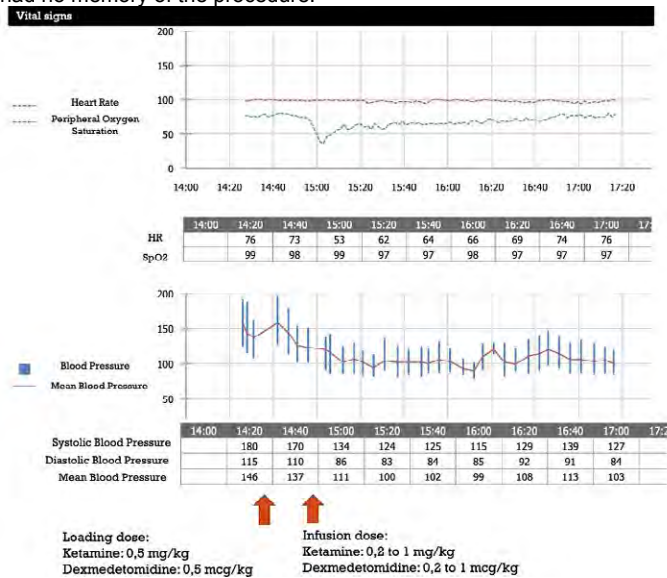 had no memory of the procedure.
Vital signs
200
150
Heart Rate
100
Peripheral Oxygen
Saturation
50
0
14:00 14:20 14:40 15:00 15:20 15:40 16:00 16:20 16:40 17:00 17:20
14:00 14:20 14:40 15:00 15:20 15:40 16:00 16:20 16:40 17:00 17:
HR 76 73 53 62 64 66 69 74 76
SpO2 99 98 99 97 97 98 97 97 97
200
150
Blood Pressure
100
Mean Blood Pressure
50
14:00 14:20 14:40 15:00 15:20 15:40 16:00 16:20 16:40 17:00 17:2
Systolic Blood Pressure 180 170 134 124 125 115 129 139 127
Diastolic Blood Pressure 115 110 86 83 84 85 92 91 84
Mean Blood Pressure 146 137 111 100 102 99 108 113 103
Loading dose: Infusion dose:
Ketamine: 0,5 mg/kg Ketamine: 0,2 to 1 mg/kg
Dexmedetomidine: 0,5 mcg/kg Dexmedetomidine: 0,2 to 1 mcg/kg